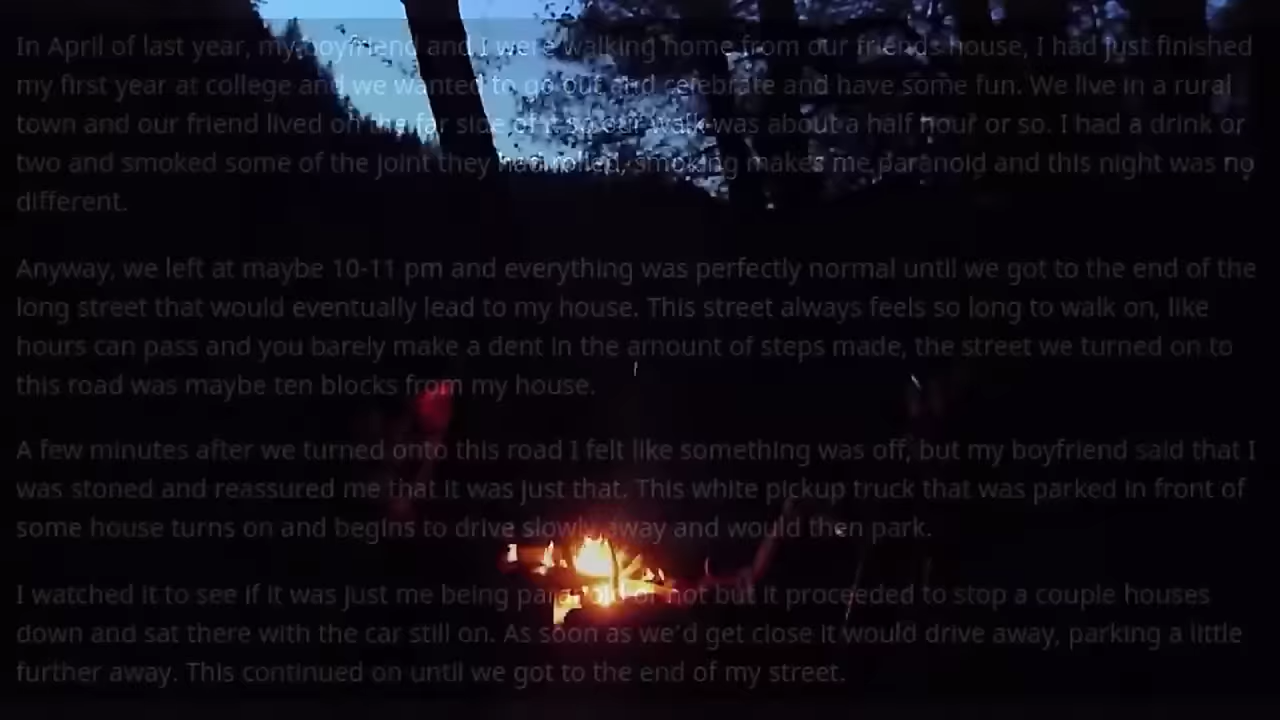 In April of last year, my boyfriend and I were walking home from our friends house, I had just finished
my first year at college and we wanted to go out and celebrate and have some fun. We live in a rural
town and our friend lived on the far side of it so our walk was about a half hour or so. I had a drink or
two and smoked some of the joint they had rolled, smoking makes me paranoid and this night was no
different.
Anyway, we left at maybe 10-11 pm and everything was perfectly normal until we got to the end of the
long street that would eventually lead to my house. This street always feels so long to walk on, like
hours can pass and you barely make a dent in the amount of steps made, the street we turned on to
this road was maybe ten blocks from my house.
A few minutes after we turned onto this road I felt like something was off, but my boyfriend said that I
was stoned and reassured me that it was just that. This white pickup truck that was parked in front of
some house turns on and begins to drive slowly away and would then park.
I watched it to see if it was just me being paranoid or not but it proceeded to stop a couple houses
down and sat there with the car still on. As soon as we'd get close it would drive away, parking a little
further away. This continued on until we got to the end of my street.